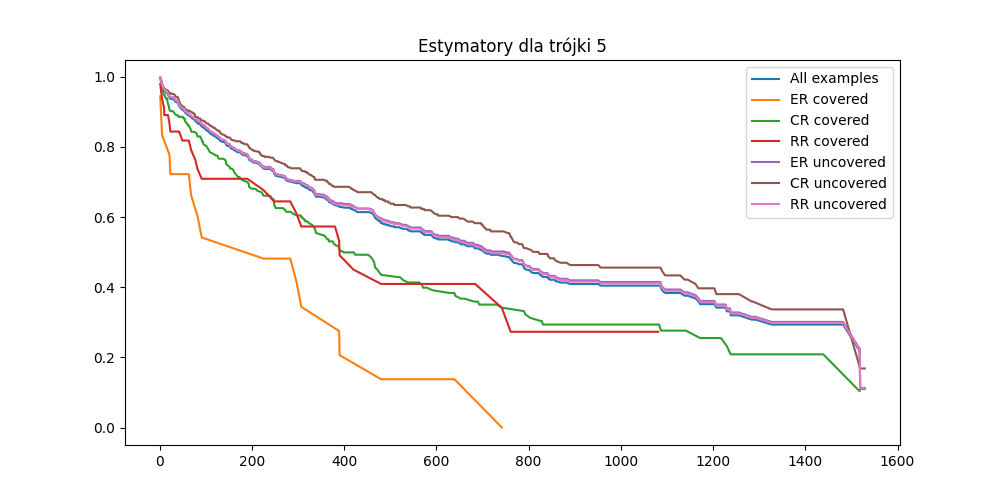 Estymatory dla trójki 5
All examples
ER covered
CR covered
RR covered
ER uncovered
CR uncovered
RR uncovered
1.0
0.8
0.6
0.4
0.2
0.0
0 200 400 600 800 1000 1200 1400 1600